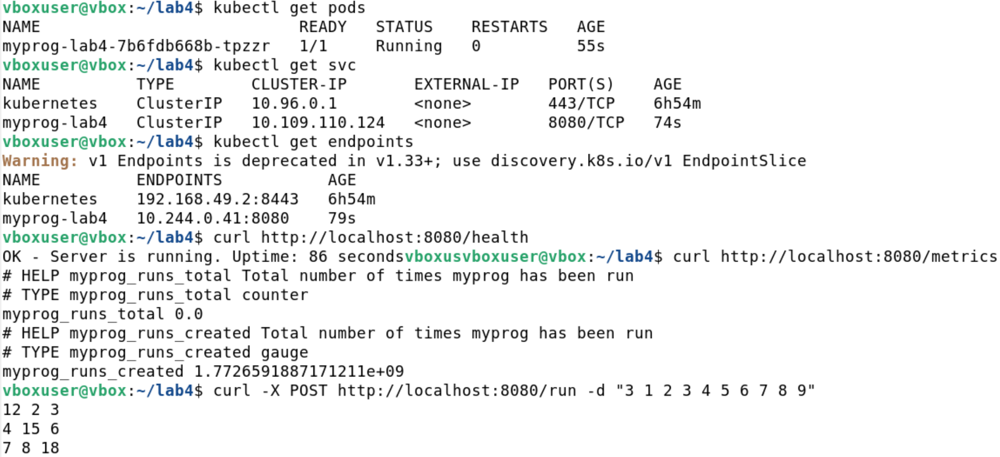 vboxuser@vbox:~/lab4$ kubectl get pods
NAME                           READY   STATUS    RESTARTS   AGE
myprog-lab4-7b6fdb668b-tpzzr   1/1     Running   0          55s
vboxuser@vbox:~/lab4$ kubectl get svc
NAME          TYPE        CLUSTER-IP       EXTERNAL-IP   PORT(S)    AGE
kubernetes    ClusterIP   10.96.0.1        <none>        443/TCP    6h54m
myprog-lab4   ClusterIP   10.109.110.124   <none>        8080/TCP   74s
vboxuser@vbox:~/lab4$ kubectl get endpoints
Warning: v1 Endpoints is deprecated in v1.33+; use discovery.k8s.io/v1 EndpointSlice
NAME          ENDPOINTS           AGE
kubernetes    192.168.49.2:8443   6h54m
myprog-lab4   10.244.0.41:8080    79s
vboxuser@vbox:~/lab4$ curl http://localhost:8080/health
OK - Server is running. Uptime: 86 secondsvboxusvboxuser@vbox:~/lab4$ curl http://localhost:8080/metrics
# HELP myprog_runs_total Total number of times myprog has been run
# TYPE myprog_runs_total counter
myprog_runs_total 0.0
# HELP myprog_runs_created Total number of times myprog has been run
# TYPE myprog_runs_created gauge
myprog_runs_created 1.7726591887171211e+09
vboxuser@vbox:~/lab4$ curl -X POST http://localhost:8080/run -d "3 1 2 3 4 5 6 7 8 9"
12 2 3
4 15 6
7 8 18